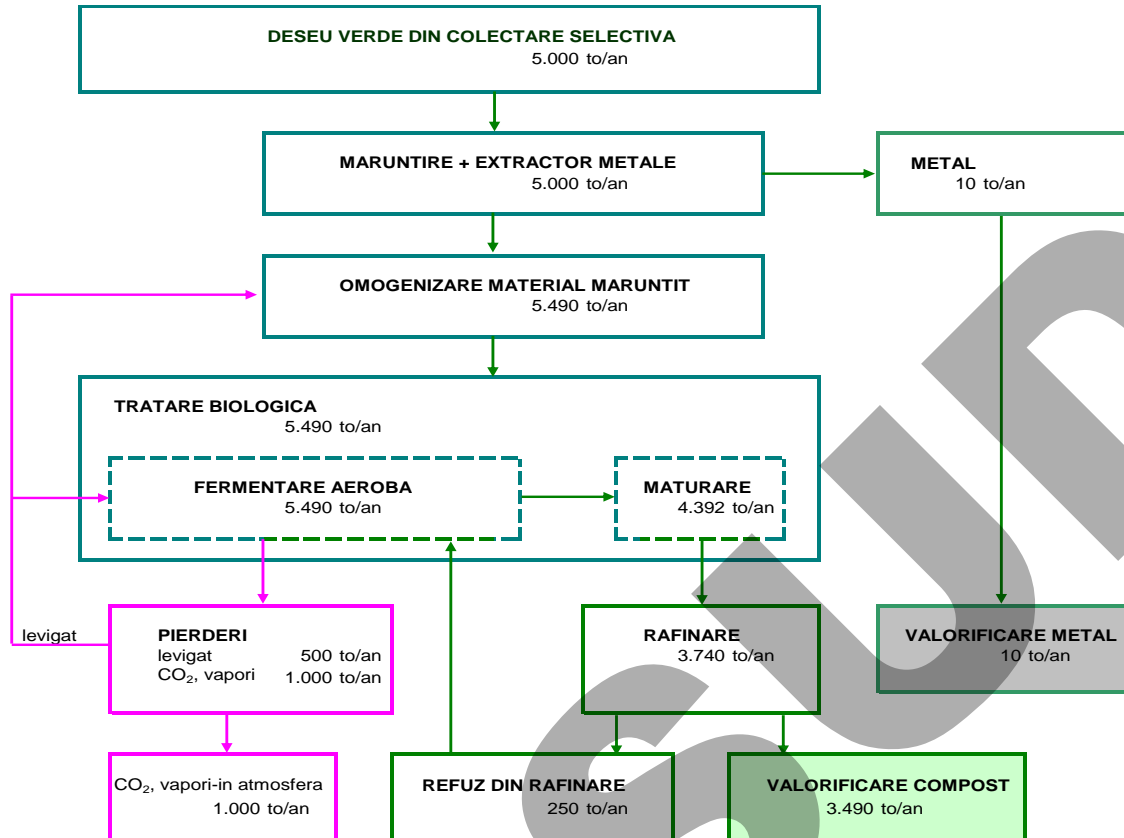 DESEU VERDE DIN COLECTARE SELECTIVA
5.000 to/an
MARUNTIRE + EXTRACTOR METALE
5.000 to/an
METAL
10 to/an
OMOGENIZARE MATERIAL MARUNTIT
5.490 to/an
TRATARE BIOLOGICA
5.490 to/an
FERMENTARE AEROBA
5.490 to/an
MATURARE
4.392 to/an
levigat
PIERDERI
levigat 500 to/an
CO₂, vapori 1.000 to/an
RAFINARE
3.740 to/an
VALORIFICARE METAL
10 to/an
CO₂, vapori-in atmosfera
1.000 to/an
REFUZ DIN RAFINARE
250 to/an
VALORIFICARE COMPOST
3.490 to/an